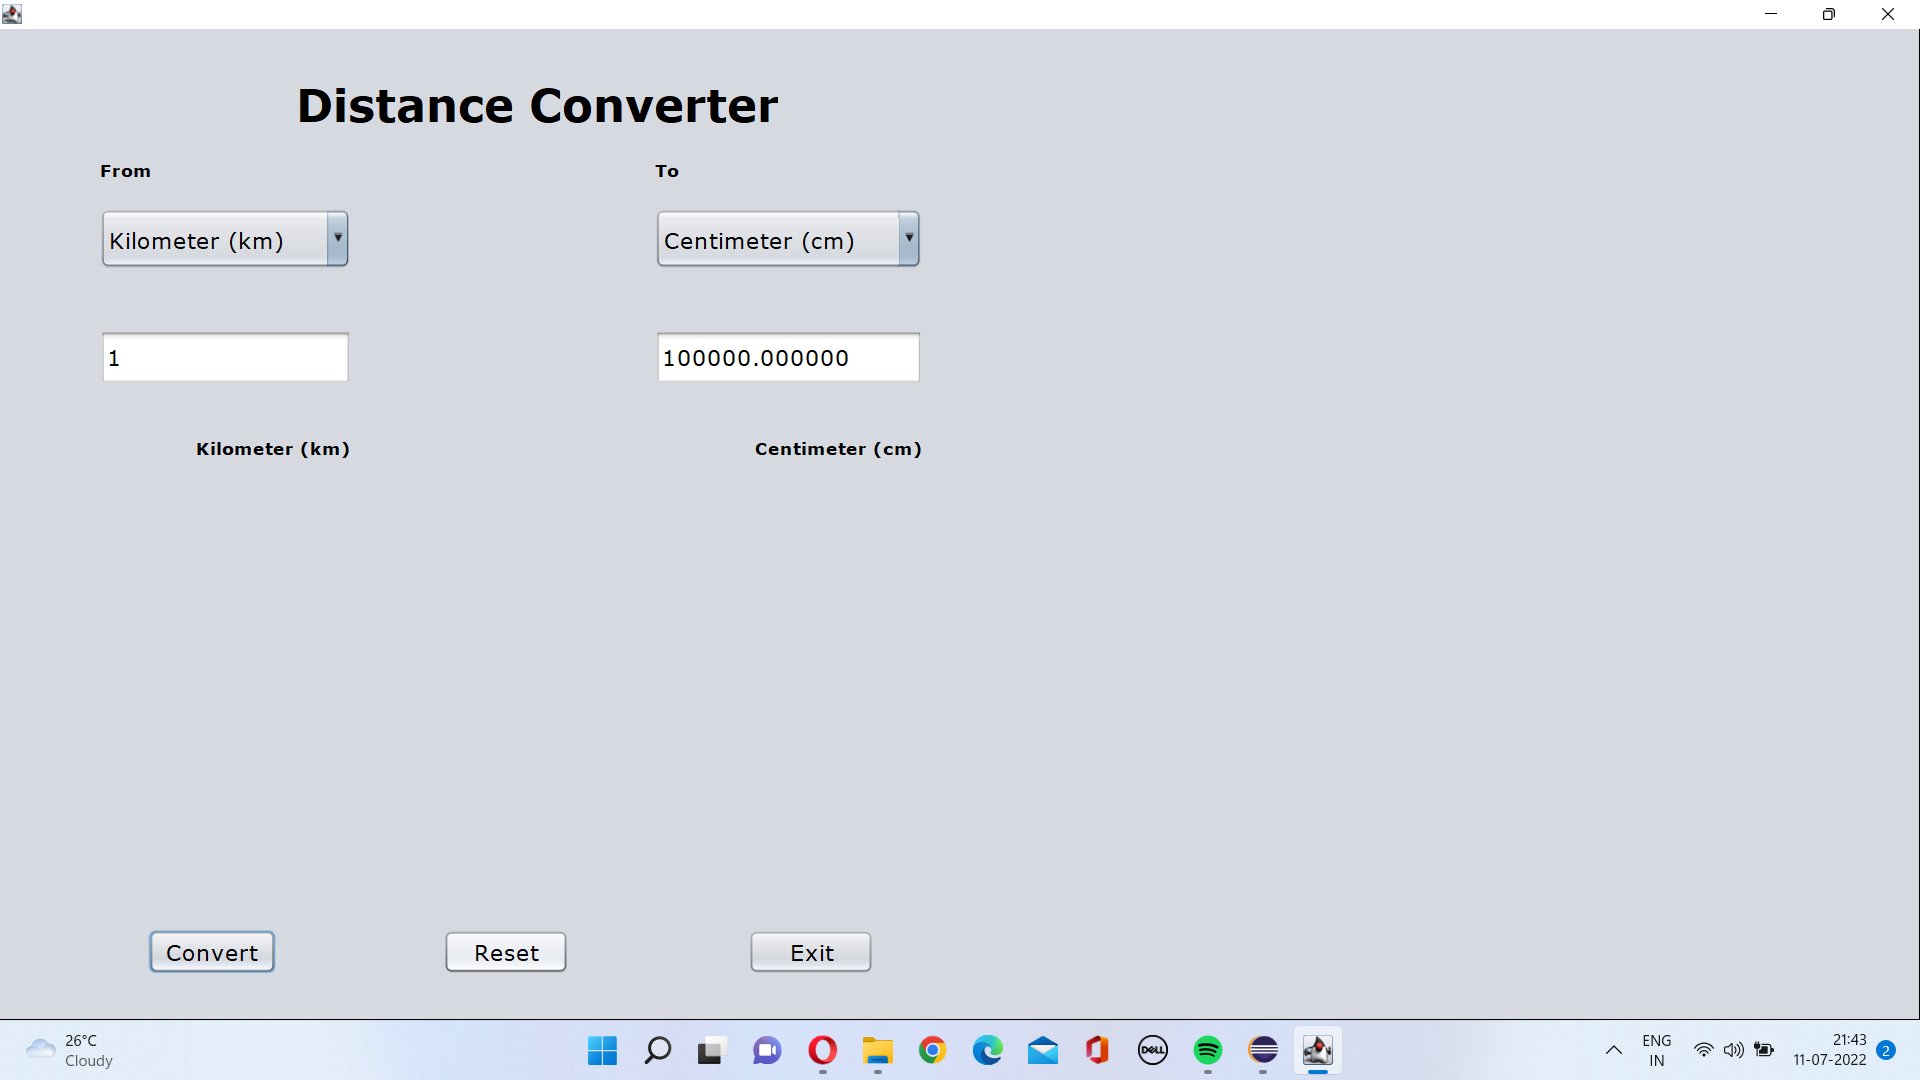 Distance Converter
From To
Kilometer (km) Centimeter (cm)
1 100000.000000
Kilometer (km) Centimeter (cm)
Convert Reset Exit
26°C
Cloudy
DELL
ENG
IN
21:43
11-07-2022
2